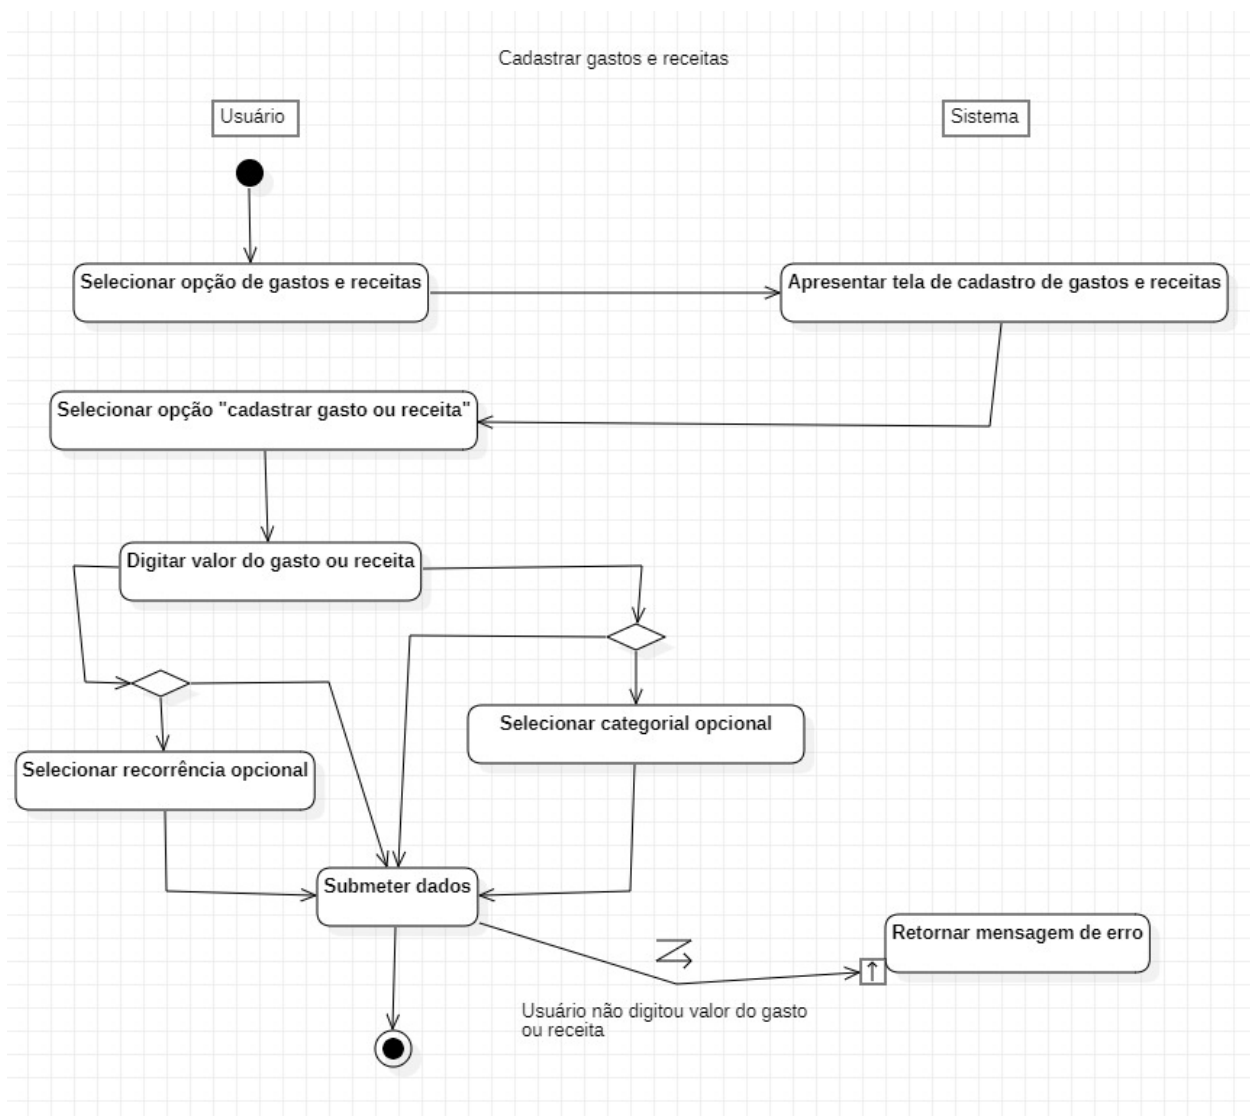 Cadastrar gastos e receitas
Usuário
Sistema
Selecionar opção de gastos e receitas
Apresentar tela de cadastro de gastos e receitas
Selecionar opção "cadastrar gasto ou receita"
Digitar valor do gasto ou receita
Selecionar categorial opcional
Selecionar recorrência opcional
Submeter dados
Retornar mensagem de erro
Usuário não digitou valor do gasto
ou receita